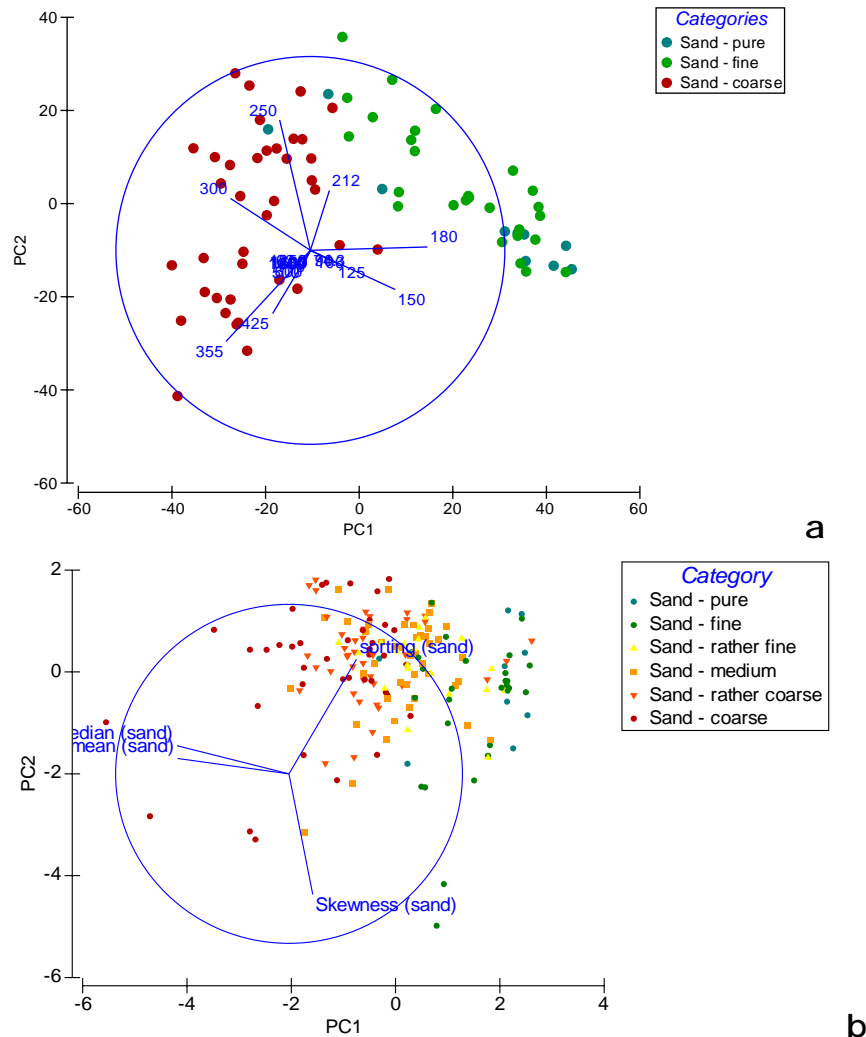 40
20
0
-20
-40
-60
PC2
-60
-40
-20
0
20
40
60
PC1
250
212
300
180
125
150
425
355
Categories
Sand - pure
Sand - fine
Sand - coarse
a
2
0
-2
-4
-6
PC2
-6
-4
-2
0
2
4
PC1
sorting (sand)
edian (sand)
mean (sand)
Skewness (sand)
Category
Sand - pure
Sand - fine
Sand - rather fine
Sand - medium
Sand - rather coarse
Sand - coarse
b